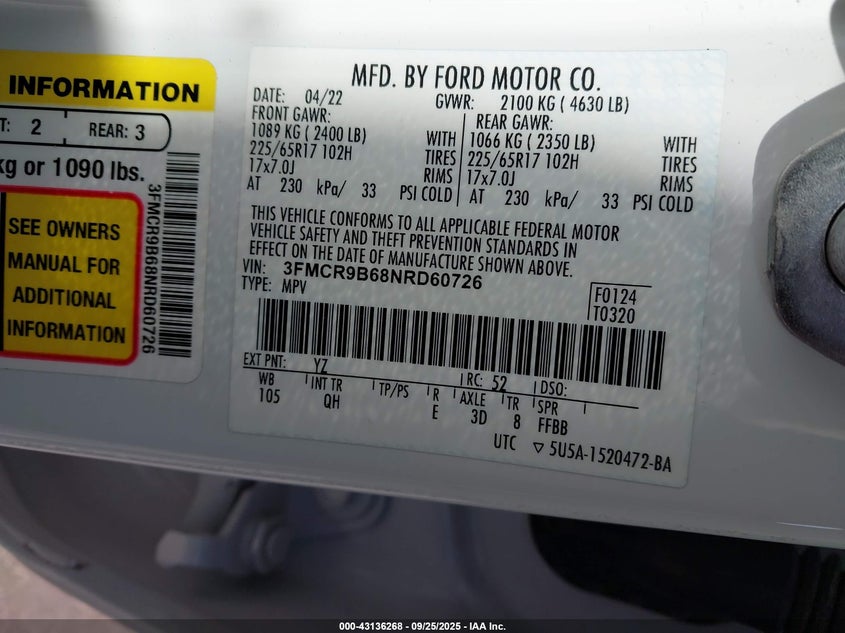 INFORMATION
T: 2 REAR: 3
kg or 1090 lbs.
SEE OWNERS
MANUAL FOR
ADDITIONAL
INFORMATION
3FMCR9B68NRD60726
MFD. BY FORD MOTOR CO.
DATE: 04/22 GVWR: 2100 KG ( 4630 LB)
FRONT GAWR: REAR GAWR:
1089 KG ( 2400 LB) WITH 1066 KG ( 2350 LB) WITH
225/65R17 102H TIRES 225/65R17 102H TIRES
17x7.0J RIMS 17x7.0J RIMS
AT 230 kPa/ 33 PSI COLD AT 230 kPa/ 33 PSI COLD
THIS VEHICLE CONFORMS TO ALL APPLICABLE FEDERAL MOTOR
VEHICLE SAFETY AND THEFT PREVENTION STANDARDS IN
EFFECT ON THE DATE OF MANUFACTURE SHOWN ABOVE.
VIN: 3FMCR9B68NRD60726
TYPE: MPV
F0124
T0320
EXT PNT: YZ RC: 52 DSO:
WB INT TR TP/PS R AXLE TR SPR
105 QH E 3D 8 FFBB
UTC ▽ 5U5A-1520472-BA
000-43136268 - 09/25/2025 - IAA Inc.